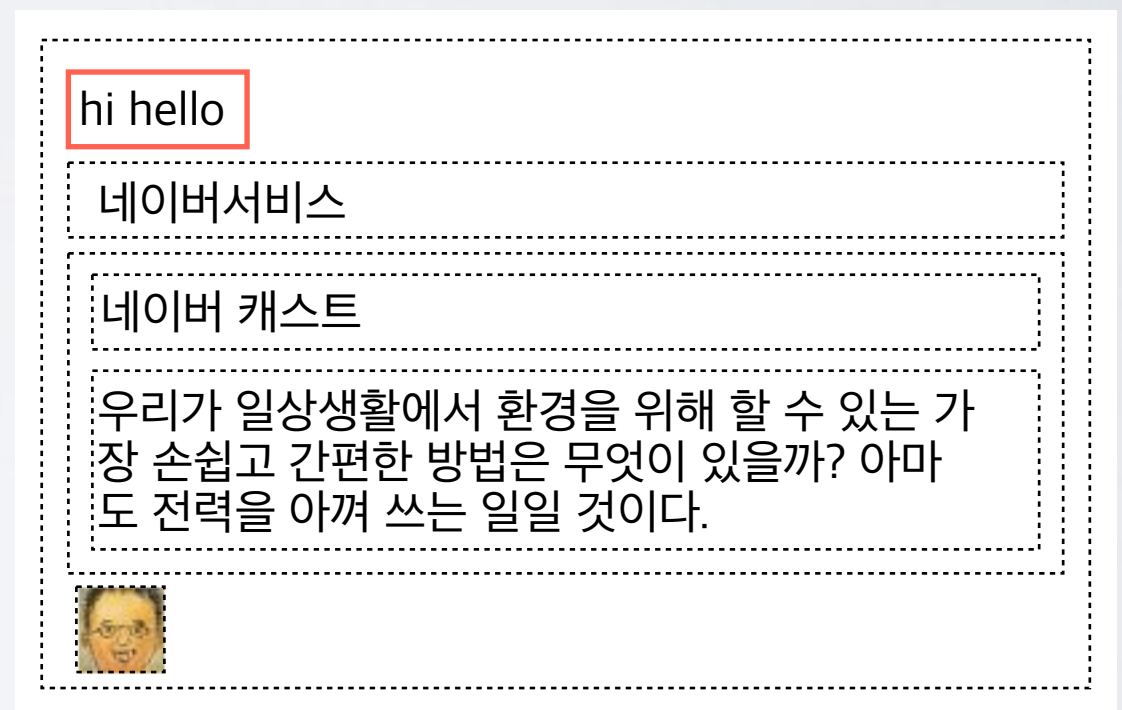 hi hello
네이버서비스
네이버 캐스트
우리가 일상생활에서 환경을 위해 할 수 있는 가
장 손쉽고 간편한 방법은 무엇이 있을까? 아마
도 전력을 아껴 쓰는 일일 것이다.